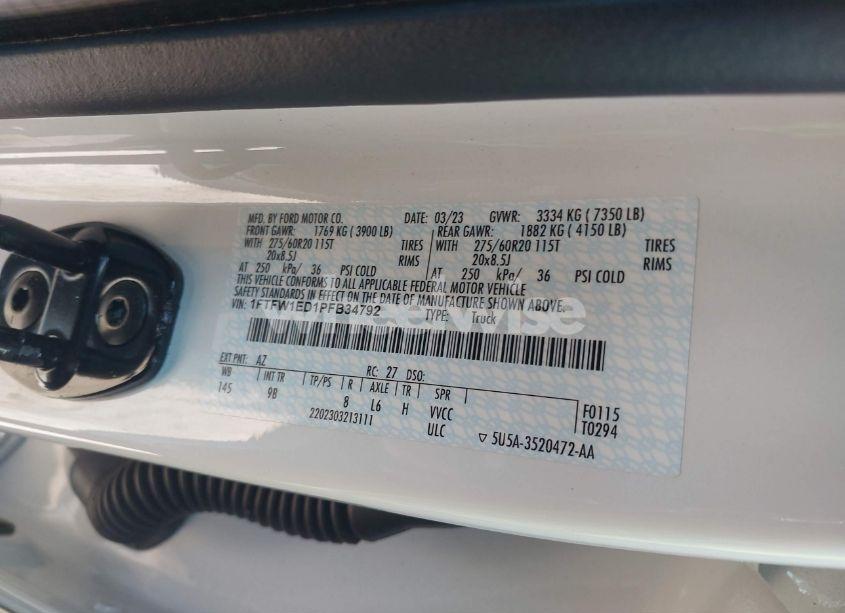 MFD. BY FORD MOTOR CO. DATE: 03/23 GVWR: 3334 KG ( 7350 LB)
FRONT GAWR: 1769 KG ( 3900 LB) REAR GAWR: 1882 KG ( 4150 LB)
WITH 275/60R20 115T TIRES WITH 275/60R20 115T TIRES
20x8.5J RIMS 20x8.5J RIMS
AT 250 kPa/ 36 PSI COLD AT 250 kPa/ 36 PSI COLD
THIS VEHICLE CONFORMS TO ALL APPLICABLE FEDERAL MOTOR VEHICLE
SAFETY STANDARDS IN EFFECT ON THE DATE OF MANUFACTURE SHOWN ABOVE.
VIN: 1FTFW1ED1PFB34792 TYPE: Truck
EXT PNT: AZ RC: 27 DSO:
WB INT TR TP/PS R AXLE TR SPR
145 9B 8 L6 H VVCC F0115
2202303213111 ULC T0294
▽ 5U5A-3520472-AA